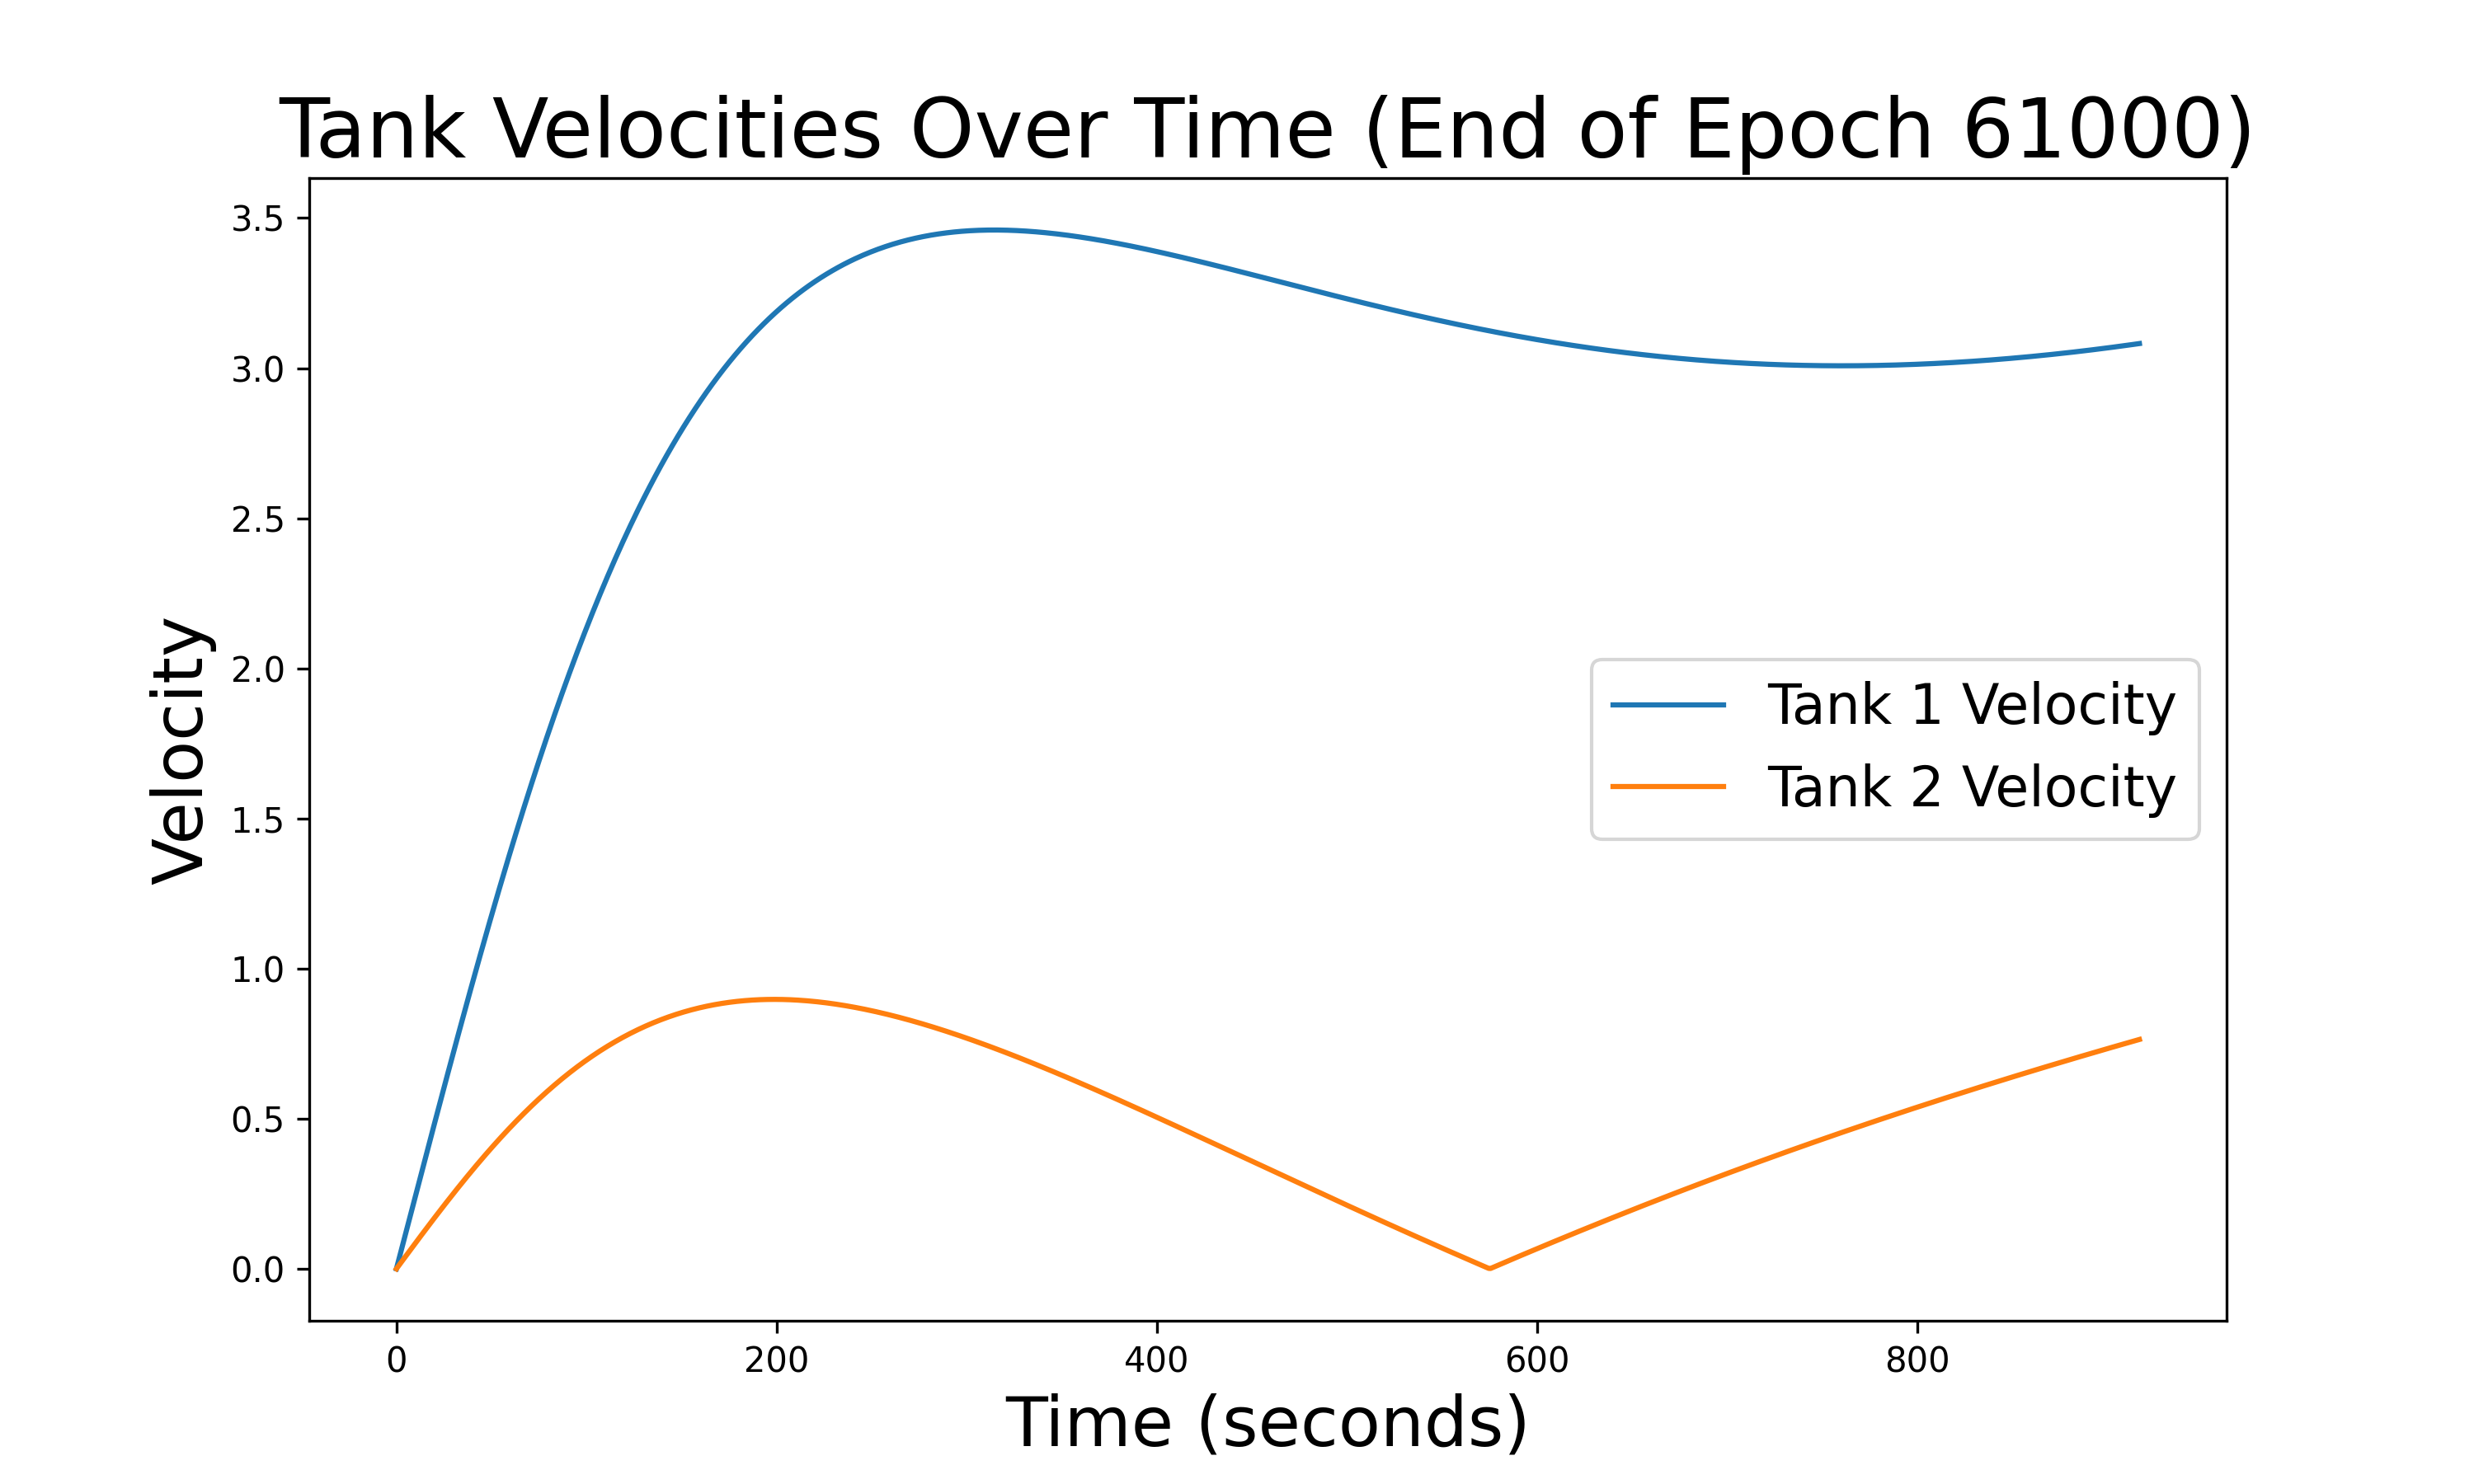 Tank Velocities Over Time (End of Epoch 61000)
Velocity
3.5
3.0
2.5
2.0
1.5
1.0
0.5
0.0
Tank 1 Velocity
Tank 2 Velocity
0 200 400 600 800
Time (seconds)